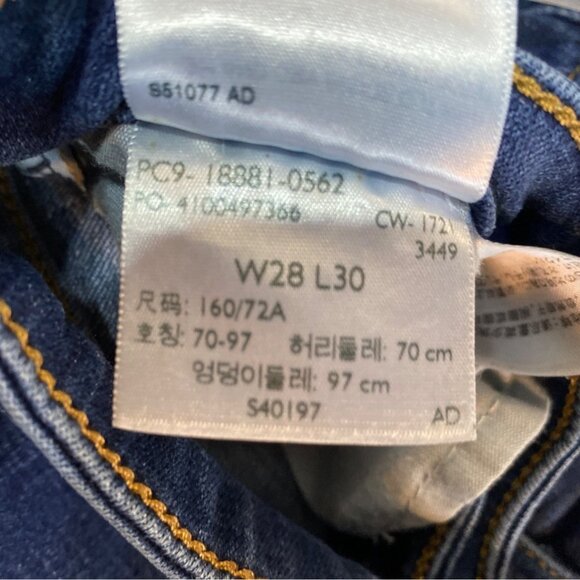 S51077 AD
PC9- 18881-0562
PO- 4100497366
CW- 1721
3449
W28 L30
尺码: 160/72A
호칭: 70-97 허리둘레: 70 cm
엉덩이둘레: 97 cm
S40197 AD